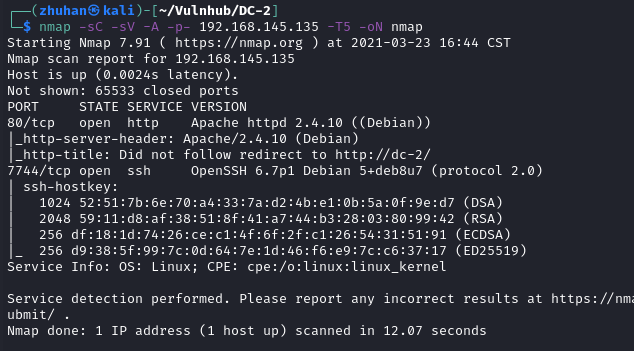 ┌──(zhuhan㉿kali)-[~/Vulnhub/DC-2]
└─$ nmap -sC -sV -A -p- 192.168.145.135 -T5 -oN nmap
Starting Nmap 7.91 ( https://nmap.org ) at 2021-03-23 16:44 CST
Nmap scan report for 192.168.145.135
Host is up (0.0024s latency).
Not shown: 65533 closed ports
PORT     STATE SERVICE VERSION
80/tcp   open  http    Apache httpd 2.4.10 ((Debian))
|_http-server-header: Apache/2.4.10 (Debian)
|_http-title: Did not follow redirect to http://dc-2/
7744/tcp open  ssh     OpenSSH 6.7p1 Debian 5+deb8u7 (protocol 2.0)
| ssh-hostkey:
|   1024 52:51:7b:6e:70:a4:33:7a:d2:4b:e1:0b:5a:0f:9e:d7 (DSA)
|   2048 59:11:d8:af:38:51:8f:41:a7:44:b3:28:03:80:99:42 (RSA)
|   256 df:18:1d:74:26:ce:c1:4f:6f:2f:c1:26:54:31:51:91 (ECDSA)
|_  256 d9:38:5f:99:7c:0d:64:7e:1d:46:f6:e9:7c:c6:37:17 (ED25519)
Service Info: OS: Linux; CPE: cpe:/o:linux:linux_kernel
Service detection performed. Please report any incorrect results at https://nma
ubmit/ .
Nmap done: 1 IP address (1 host up) scanned in 12.07 seconds